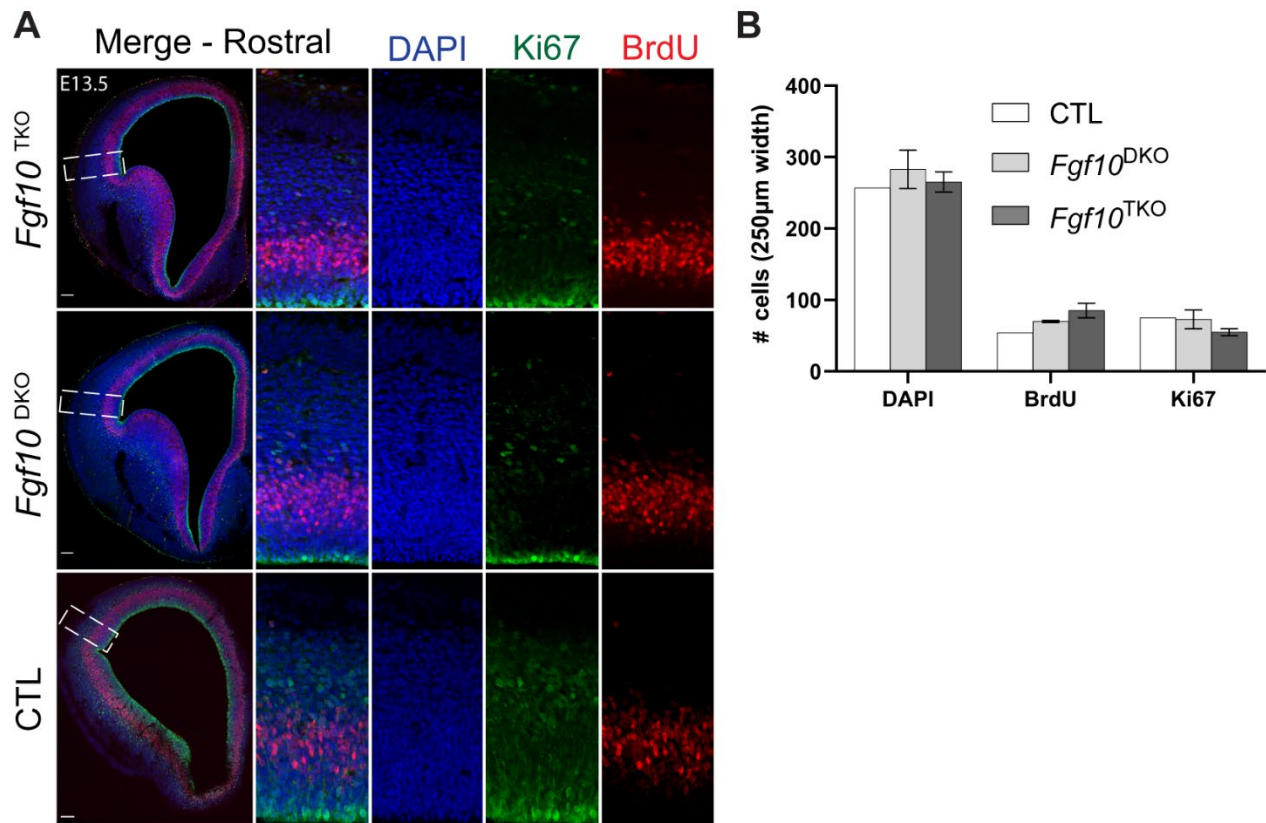 A
Merge - Rostral
DAPI
Ki67
BrdU
E13.5
Fgf10 TKO
Fgf10 DKO
CTL
B
# cells (250µm width)
400
300
200
100
0
CTL
Fgf10DKO
Fgf10TKO
DAPI
BrdU
Ki67